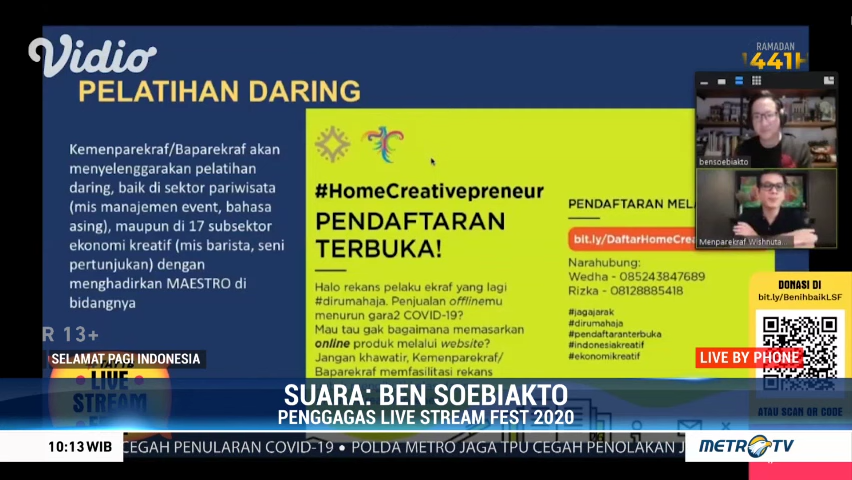 Vidio
RAMADAN
1441H
PELATIHAN DARING
Kemenparekraf/Baparekraf akan
menyelenggarakan pelatihan
daring, baik di sektor pariwisata
(mis manajemen event, bahasa
asing), maupun di 17 subsektor
ekonomi kreatif (mis barista, seni
pertunjukan) dengan
menghadirkan MAESTRO di
bidangnya
#HomeCreativepreneur
PENDAFTARAN
TERBUKA!
Halo rekans pelaku ekraf yang lagi
#dirumahaja. Penjualan offlinemu
menurun gara2 COVID-19?
Mau tau gak bagaimana memasarkan
online produk melalui website?
Jangan khawatir, Kemenparekraf/
Baparekraf memfasilitasi rekans
PENDAFTARAN MELA
bit.ly/DaftarHomeCrea
Narahubung:
Wedha - 085243847689
Rizka - 08128885418
#jagajarak
#dirumahaja
#pendaftaranterbuka
#indonesiakreatif
#ekonomikreatif
bensoebiakto
Menparekraf Wishnuta
DONASI DI
bit.ly/BenihbaikLSF
ATAU SCAN QR CODE
R 13+
SELAMAT PAGI INDONESIA
LIVE
STREAM
LIVE BY PHONE
SUARA: BEN SOEBIAKTO
PENGGAGAS LIVE STREAM FEST 2020
10:13 WIB
CEGAH PENULARAN COVID-19 • POLDA METRO JAGA TPU CEGAH PENOLAKAN J
METRO TV